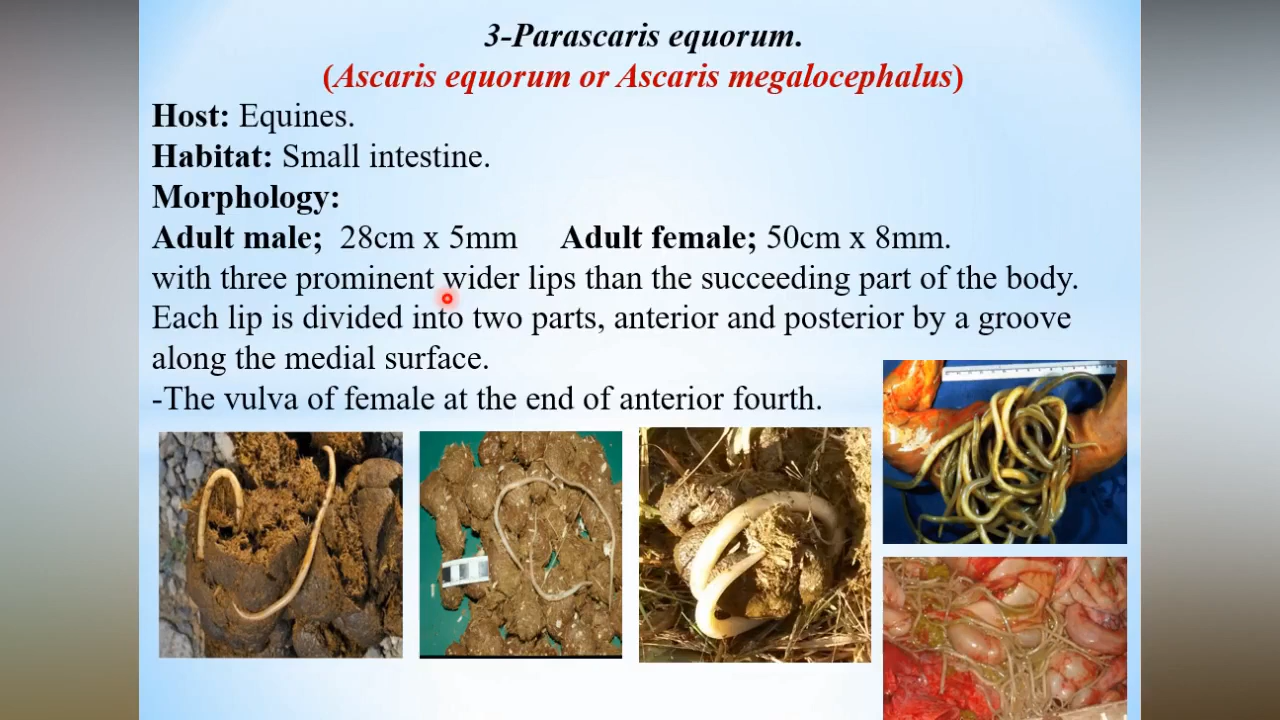 3-Parascaris equorum.
(Ascaris equorum or Ascaris megalocephalus)
Host: Equines.
Habitat: Small intestine.
Morphology:
Adult male; 28cm x 5mm Adult female; 50cm x 8mm.
with three prominent wider lips than the succeeding part of the body.
Each lip is divided into two parts, anterior and posterior by a groove
along the medial surface.
-The vulva of female at the end of anterior fourth.